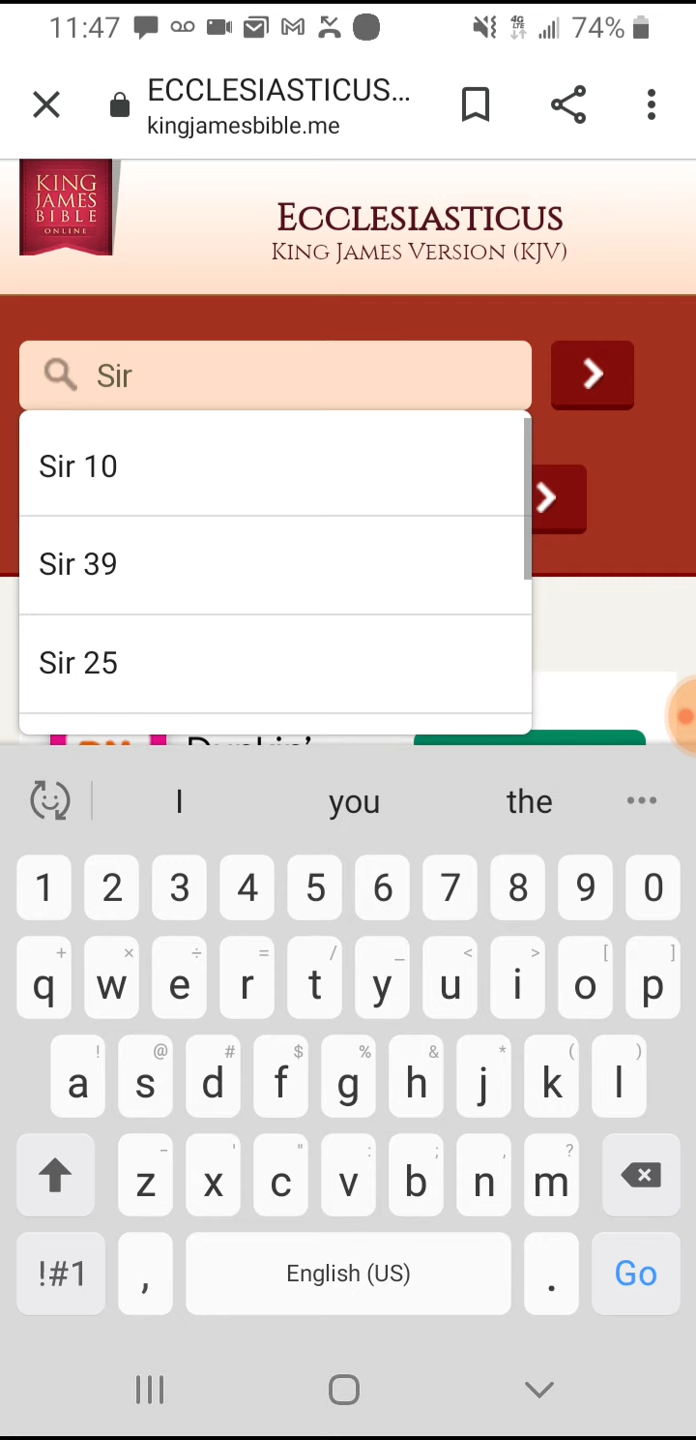 11:47
4G
LTE
74%
ECCLESIASTICUS...
kingjamesbible.me
KING
JAMES
BIBLE
ONLINE
ECCLESIASTICUS
KING JAMES VERSION (KJV)
Sir
Sir 10
Sir 39
Sir 25
I you the
1 2 3 4 5 6 7 8 9 0
+ × ÷ = / _ < > [ ]
q w e r t y u i o p
! @ # $ % & * ( )
a s d f g h j k l
- ' " : ; , ?
z x c v b n m
!#1 , English (US) . Go